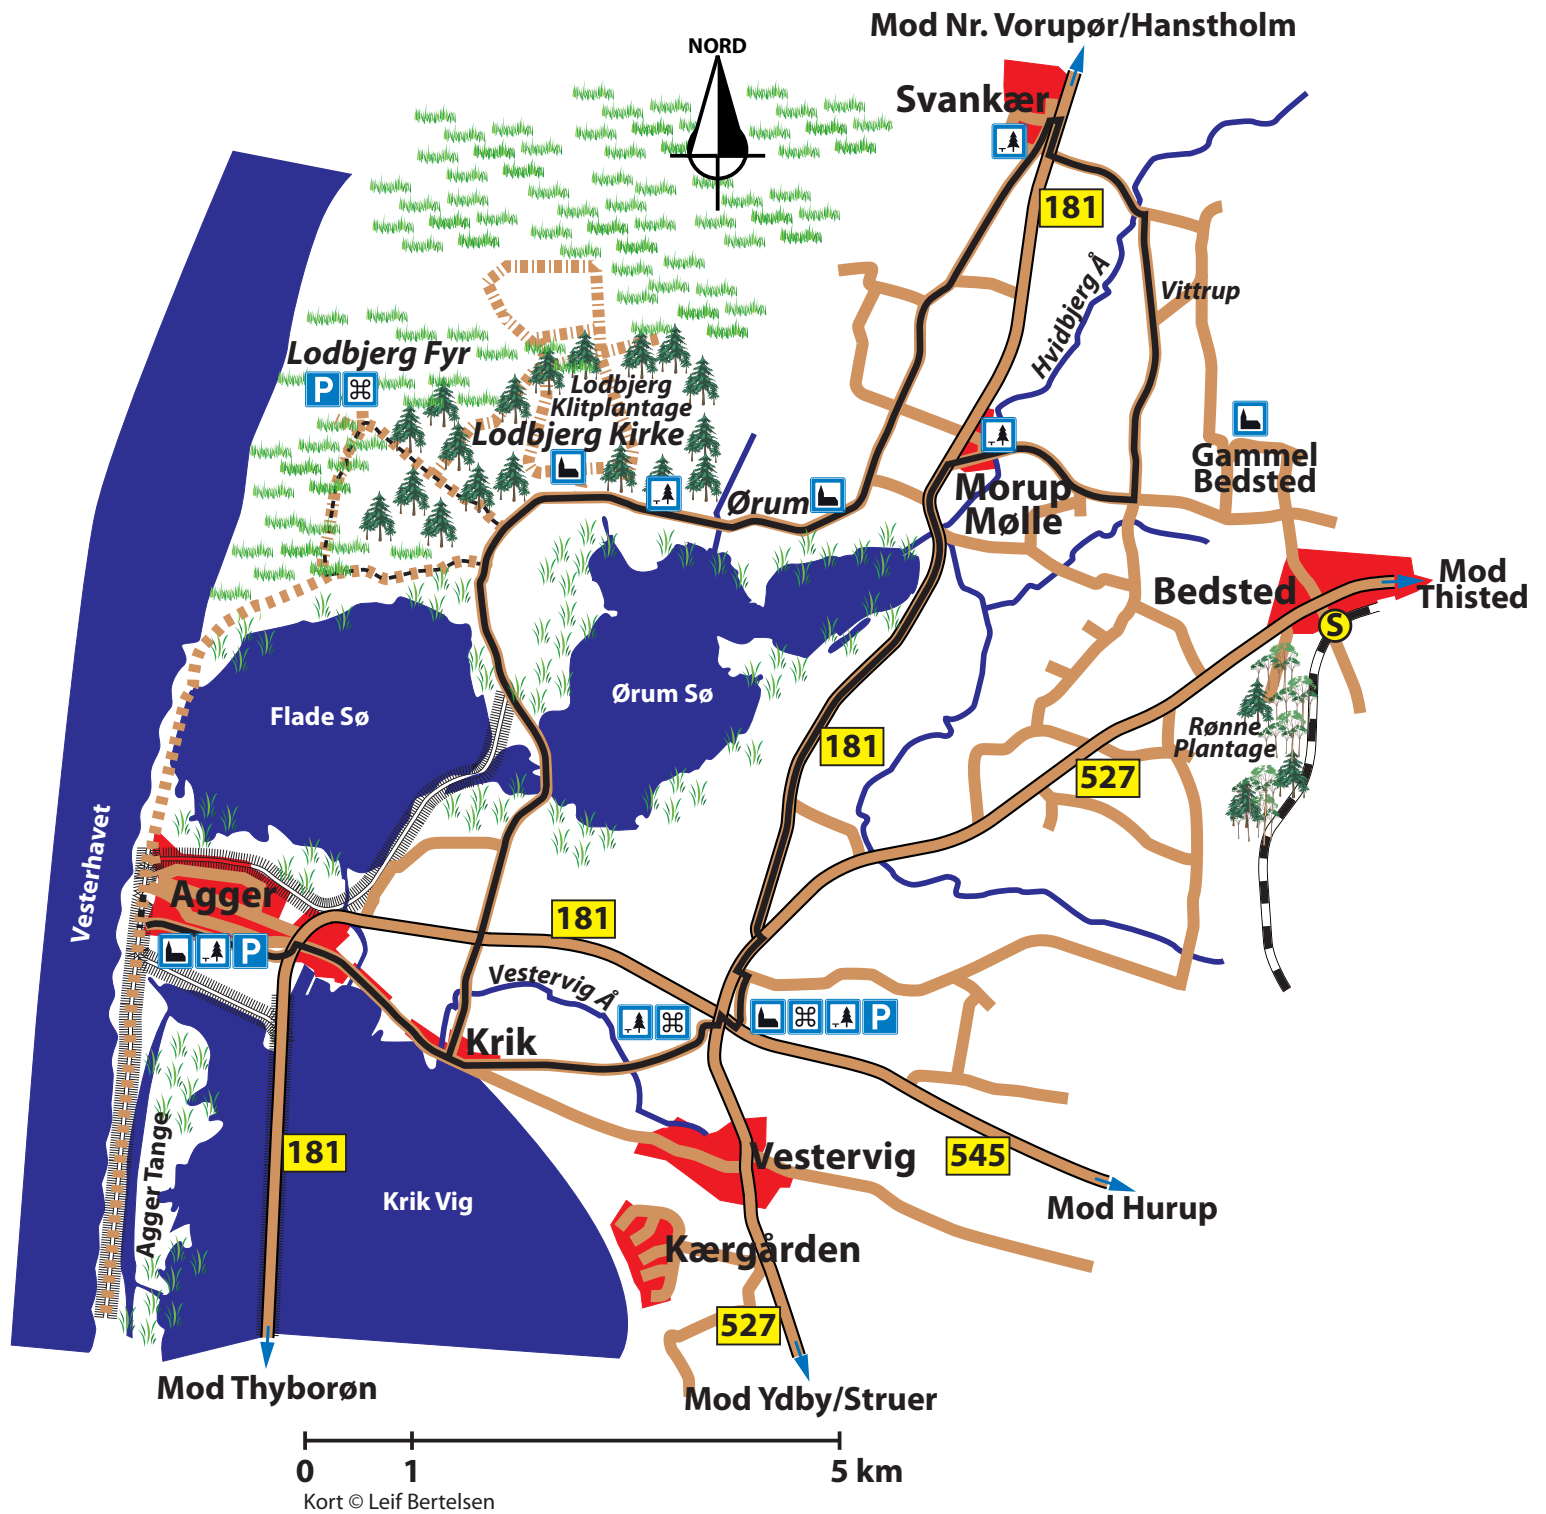 Mod Nr. Vorupør/Hanstholm
NORD
Svankær
181
Hvidbjerg Å
Vittrup
Lodbjerg Fyr
P
Lodbjerg
Klitplantage
Lodbjerg Kirke
Gammel
Bedsted
Ørum
Morup
Mølle
Bedsted
Mod
Thisted
S
Flade Sø
Ørum Sø
Rønne
Plantage
181
527
Vesterhavet
Agger
P
181
Vestervig Å
P
Krik
Agger Tange
181
Krik Vig
Vestervig
545
Mod Hurup
Kærgården
527
Mod Thyborøn
Mod Ydby/Struer
0 1 5 km
Kort © Leif Bertelsen